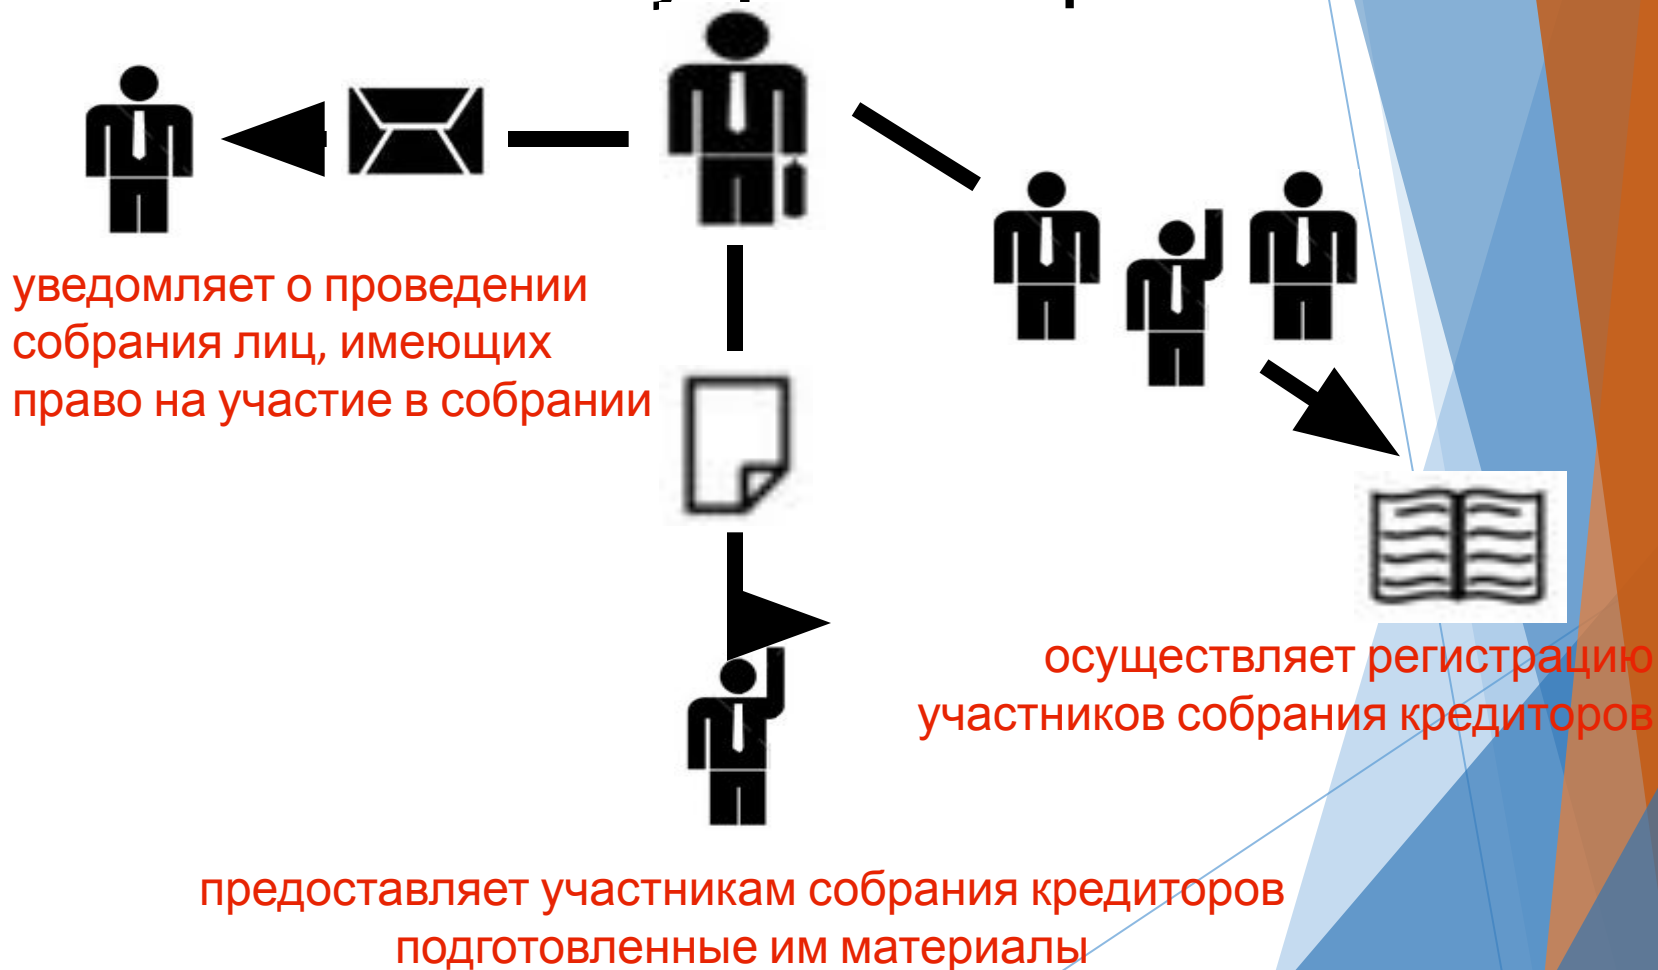 уведомляет о проведении
собрания лиц, имеющих
право на участие в собрании
осуществляет регистрацию
участников собрания кредиторов
предоставляет участникам собрания кредиторов
подготовленные им материалы